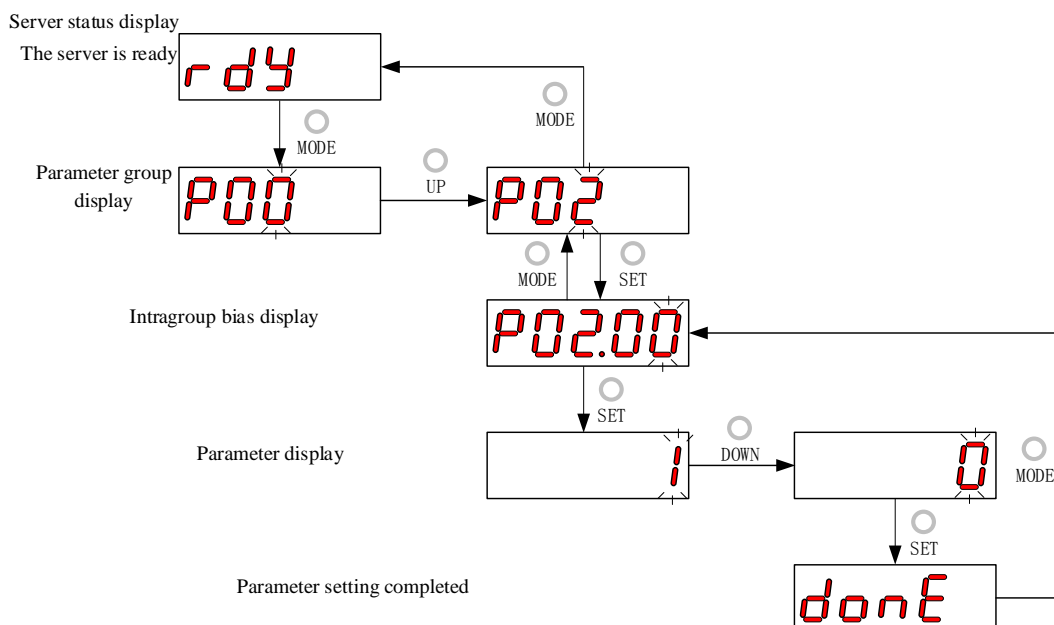 Server status display
The server is ready
rdy
MODE
MODE
Parameter group
display
P00
UP
P02
MODE
SET
Intragroup bias display
P02.00
SET
Parameter display
1
DOWN
0
MODE
SET
Parameter setting completed
donE